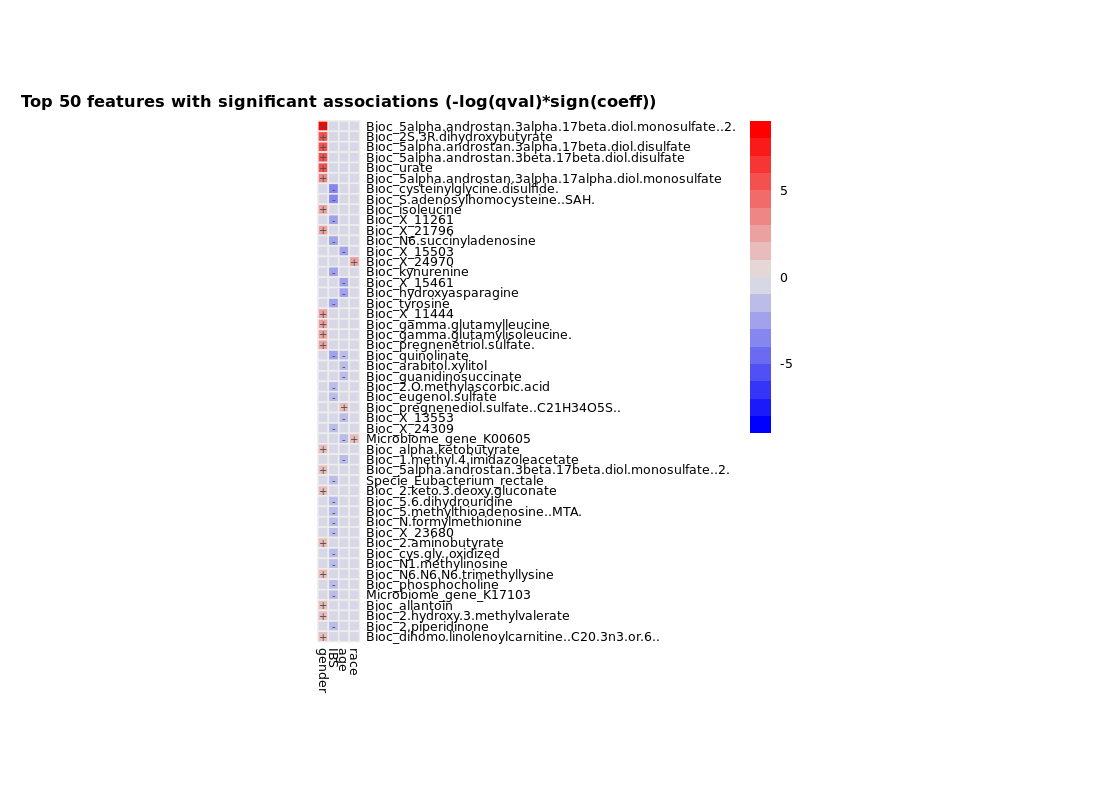 Top 50 features with significant associations (-log(qval)*sign(coeff))
Bioc_5alpha.androstan.3alpha.17beta.diol.monosulfate..2.
Bioc_2S.3R.dihydroxybutyrate
Bioc_5alpha.androstan.3alpha.17beta.diol.disulfate
Bioc_5alpha.androstan.3beta.17beta.diol.disulfate
Bioc_urate
Bioc_5alpha.androstan.3alpha.17alpha.diol.monosulfate
Bioc_cysteinylglycine.disulfide.
Bioc_S.adenosylhomocysteine..SAH.
Bioc_isoleucine
Bioc_X_11261
Bioc_X_21796
Bioc_N6.succinyladenosine
Bioc_X_15503
Bioc_X_24970
Bioc_kynurenine
Bioc_X_15461
Bioc_hydroxyasparagine
Bioc_tyrosine
Bioc_X_11444
Bioc_gamma.glutamylleucine
Bioc_gamma.glutamylisoleucine.
Bioc_pregnenetriol.sulfate.
Bioc_quinolinate
Bioc_arabitol.xylitol
Bioc_guanidinosuccinate
Bioc_2.O.methylascorbic.acid
Bioc_eugenol.sulfate
Bioc_pregnenediol.sulfate..C21H34O5S..
Bioc_X_13553
Bioc_X_24309
Microbiome_gene_K00605
Bioc_alpha.ketobutyrate
Bioc_1.methyl.4.imidazoleacetate
Bioc_5alpha.androstan.3beta.17beta.diol.monosulfate..2.
Specie_Eubacterium_rectale
Bioc_2.keto.3.deoxy.gluconate
Bioc_5.6.dihydrouridine
Bioc_5.methylthioadenosine..MTA.
Bioc_N.formylmethionine
Bioc_X_23680
Bioc_2.aminobutyrate
Bioc_cys.gly..oxidized
Bioc_N1.methylinosine
Bioc_N6.N6.N6.trimethyllysine
Bioc_phosphocholine
Microbiome_gene_K17103
Bioc_allantoin
Bioc_2.hydroxy.3.methylvalerate
Bioc_2.piperidinone
Bioc_dihomo.linolenoylcarnitine..C20.3n3.or.6..
5
0
-5
gender
IBS
age
race